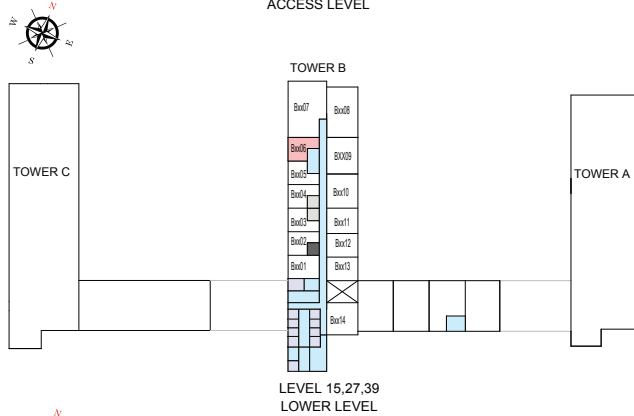 ACCESS LEVEL
N
W
E
S
TOWER B
Bxx07
Bxx08
Bxx06
BXX09
Bxx05
TOWER C
TOWER A
Bxx04
Bxx10
Bxx03
Bxx11
Bxx02
Bxx12
Bxx01
Bxx13
Bxx14
LEVEL 15,27,39
LOWER LEVEL
N